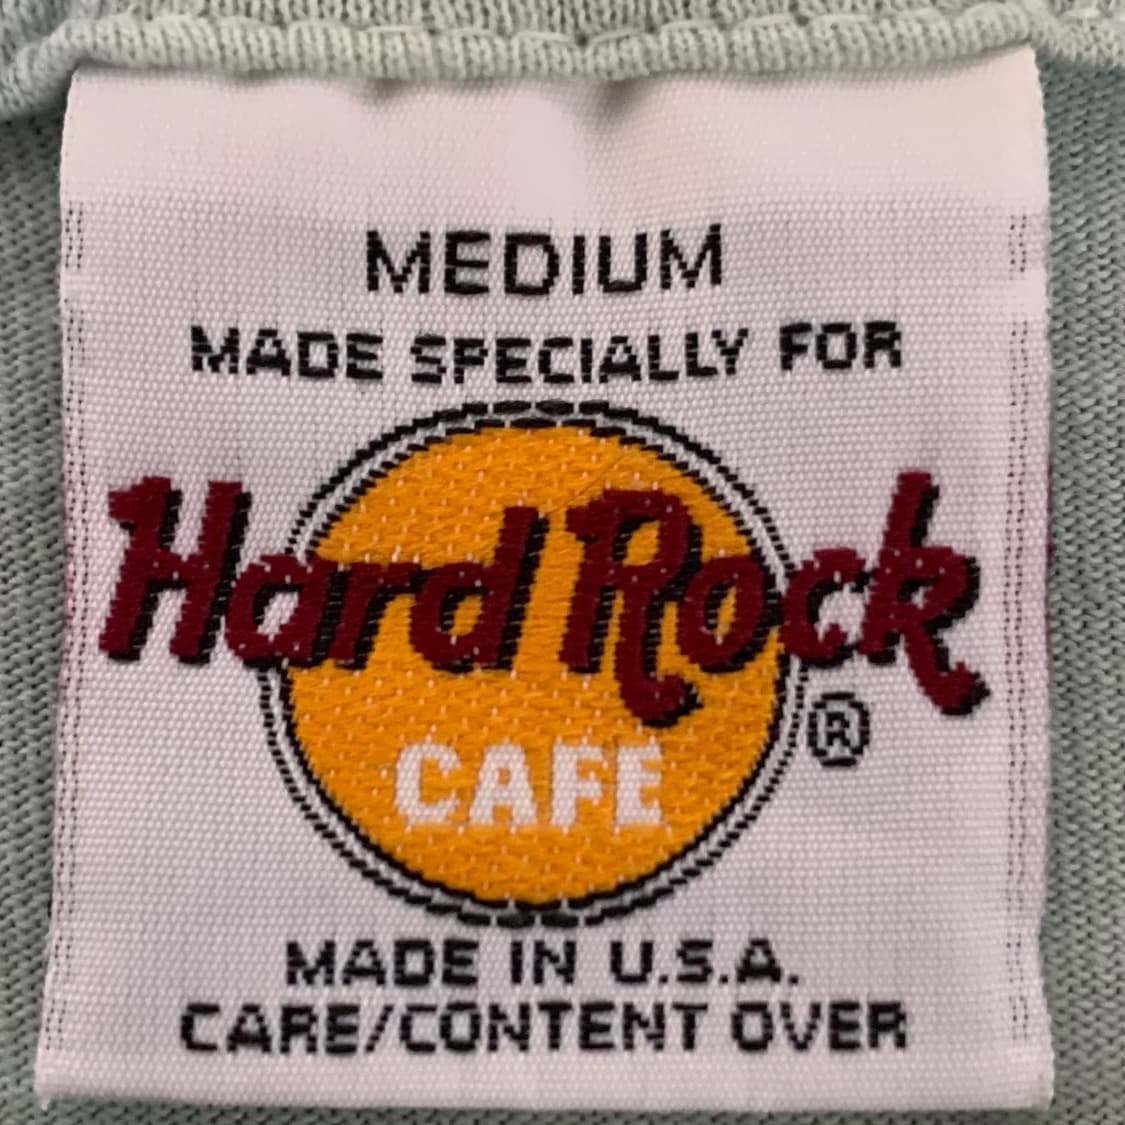 MEDIUM
MADE SPECIALLY FOR
Hard Rock
®
CAFE
MADE IN U.S.A.
CARE/CONTENT OVER